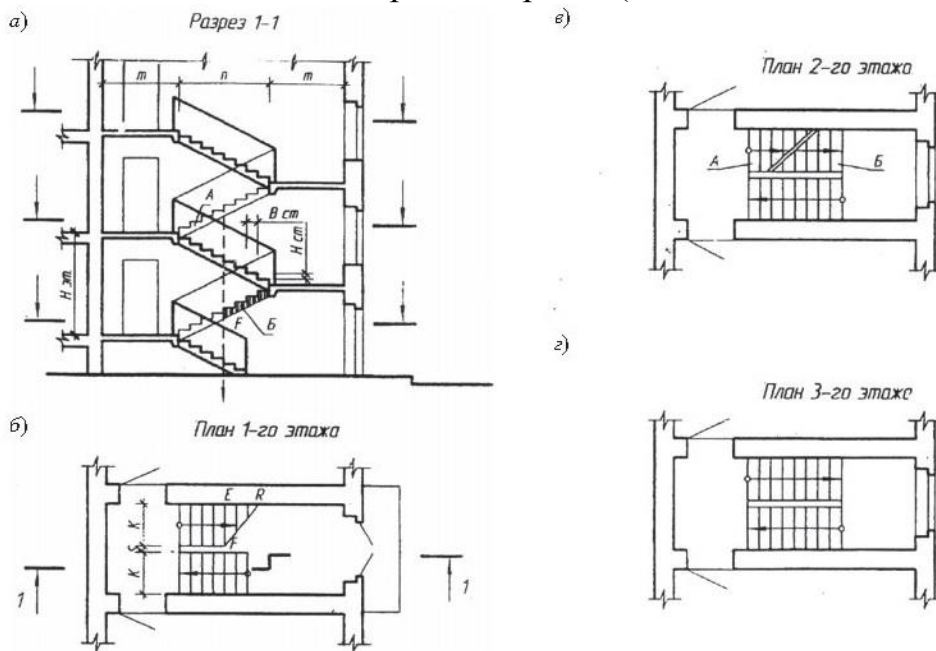 а)
Разрез 1-1
m
n
m
А
В ст
Н ст
Н эт.
F
Б
б)
План 1-го этажа
E
R
K
S
K
F
1
1
в)
План 2-го этажа
А
Б
г)
План 3-го этажа